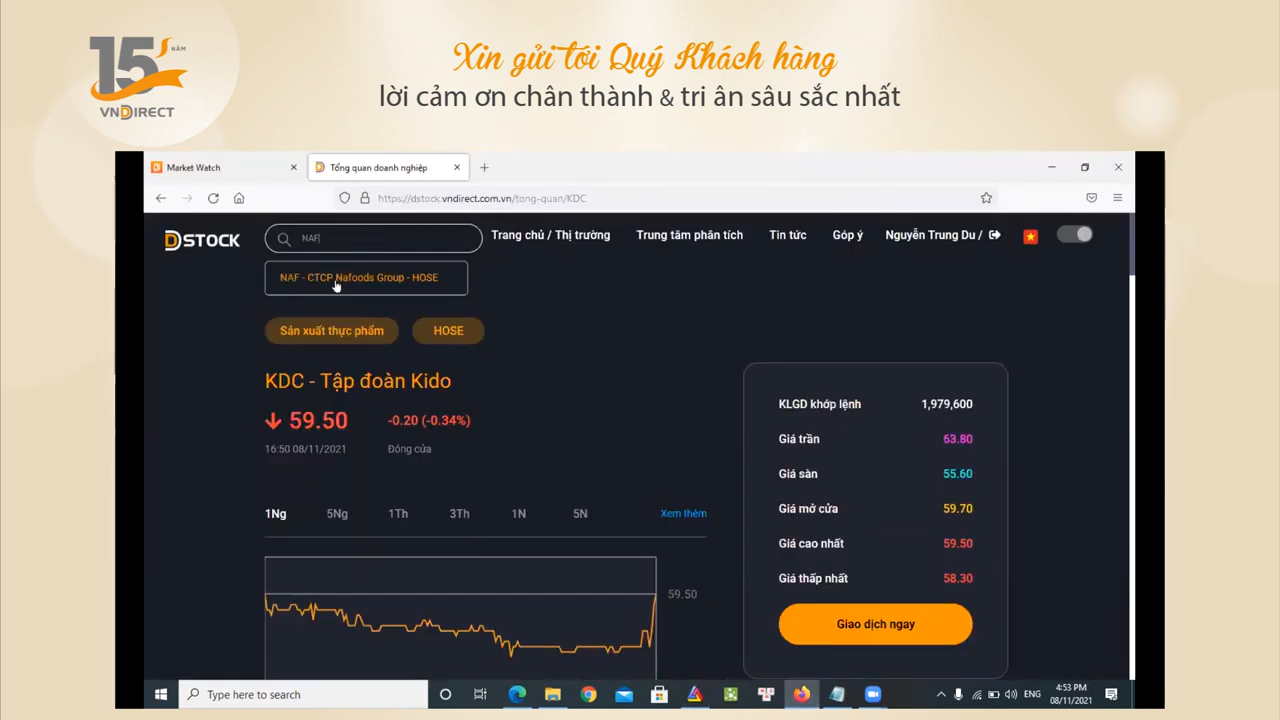 15 NĂM
VNDIRECT
Xin gửi tới Quý Khách hàng
lời cảm ơn chân thành & tri ân sâu sắc nhất
Market Watch
Tổng quan doanh nghiệp
https://dstock.vndirect.com.vn/tong-quan/KDC
DSTOCK
NAF
Trang chủ / Thị trường
Trung tâm phân tích
Tin tức
Góp ý
Nguyễn Trung Du /
NAF - CTCP Nafoods Group - HOSE
Sản xuất thực phẩm
HOSE
KDC - Tập đoàn Kido
59.50
-0.20 (-0.34%)
16:50 08/11/2021
Đóng cửa
1Ng 5Ng 1Th 3Th 1N 5N
Xem thêm
59.50
KLGD khớp lệnh 1,979,600
Giá trần 63.80
Giá sàn 55.60
Giá mở cửa 59.70
Giá cao nhất 59.50
Giá thấp nhất 58.30
Giao dịch ngay
Type here to search
ENG
4:53 PM
08/11/2021